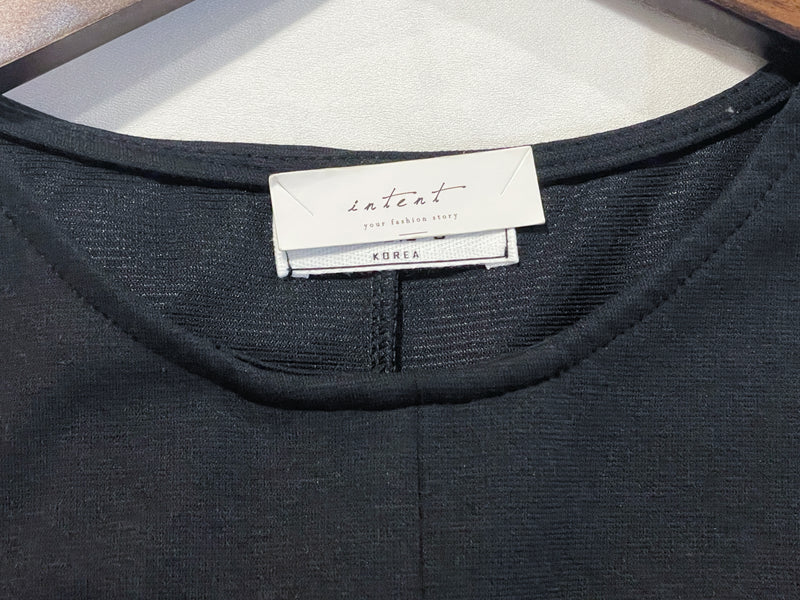 intent
your fashion story
KOREA